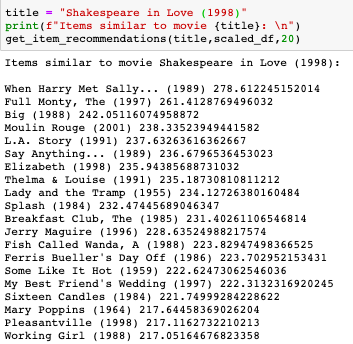 title = "Shakespeare in Love (1998)"
print(f"Items similar to movie {title}: \n")
get_item_recommendations(title,scaled_df,20)
Items similar to movie Shakespeare in Love (1998):
When Harry Met Sally... (1989) 278.612245152014
Full Monty, The (1997) 261.4128769496032
Big (1988) 242.05116074958872
Moulin Rouge (2001) 238.33523949441582
L.A. Story (1991) 237.63263616362667
Say Anything... (1989) 236.6796536453023
Elizabeth (1998) 235.94385688731032
Thelma & Louise (1991) 235.18730810811212
Lady and the Tramp (1955) 234.12726380160484
Splash (1984) 232.47445689046347
Breakfast Club, The (1985) 231.40261106546814
Jerry Maguire (1996) 228.63524988217574
Fish Called Wanda, A (1988) 223.82947498366525
Ferris Bueller's Day Off (1986) 223.702952153431
Some Like It Hot (1959) 222.62473062546036
My Best Friend's Wedding (1997) 222.3132316920245
Sixteen Candles (1984) 221.74999284228622
Mary Poppins (1964) 217.64458369026204
Pleasantville (1998) 217.1162732210213
Working Girl (1988) 217.05164676823358